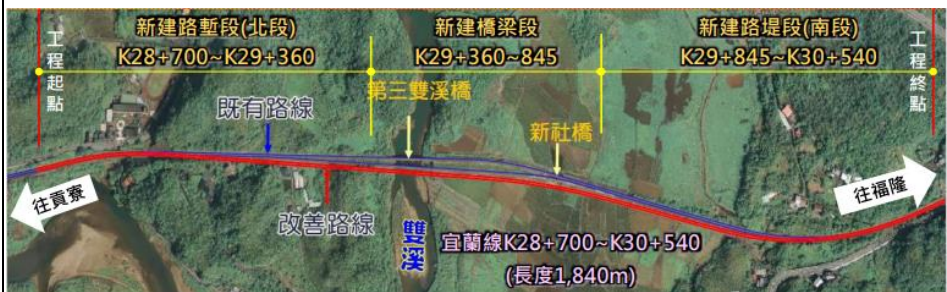 新建路塹段(北段)
K28+700~K29+360
新建橋梁段
K29+360~845
新建路堤段(南段)
K29+845~K30+540
工程起點
工程終點
第三雙溪橋
既有路線
新社橋
往貢寮
往福隆
改善路線
雙溪
宜蘭線K28+700~K30+540
(長度1,840m)